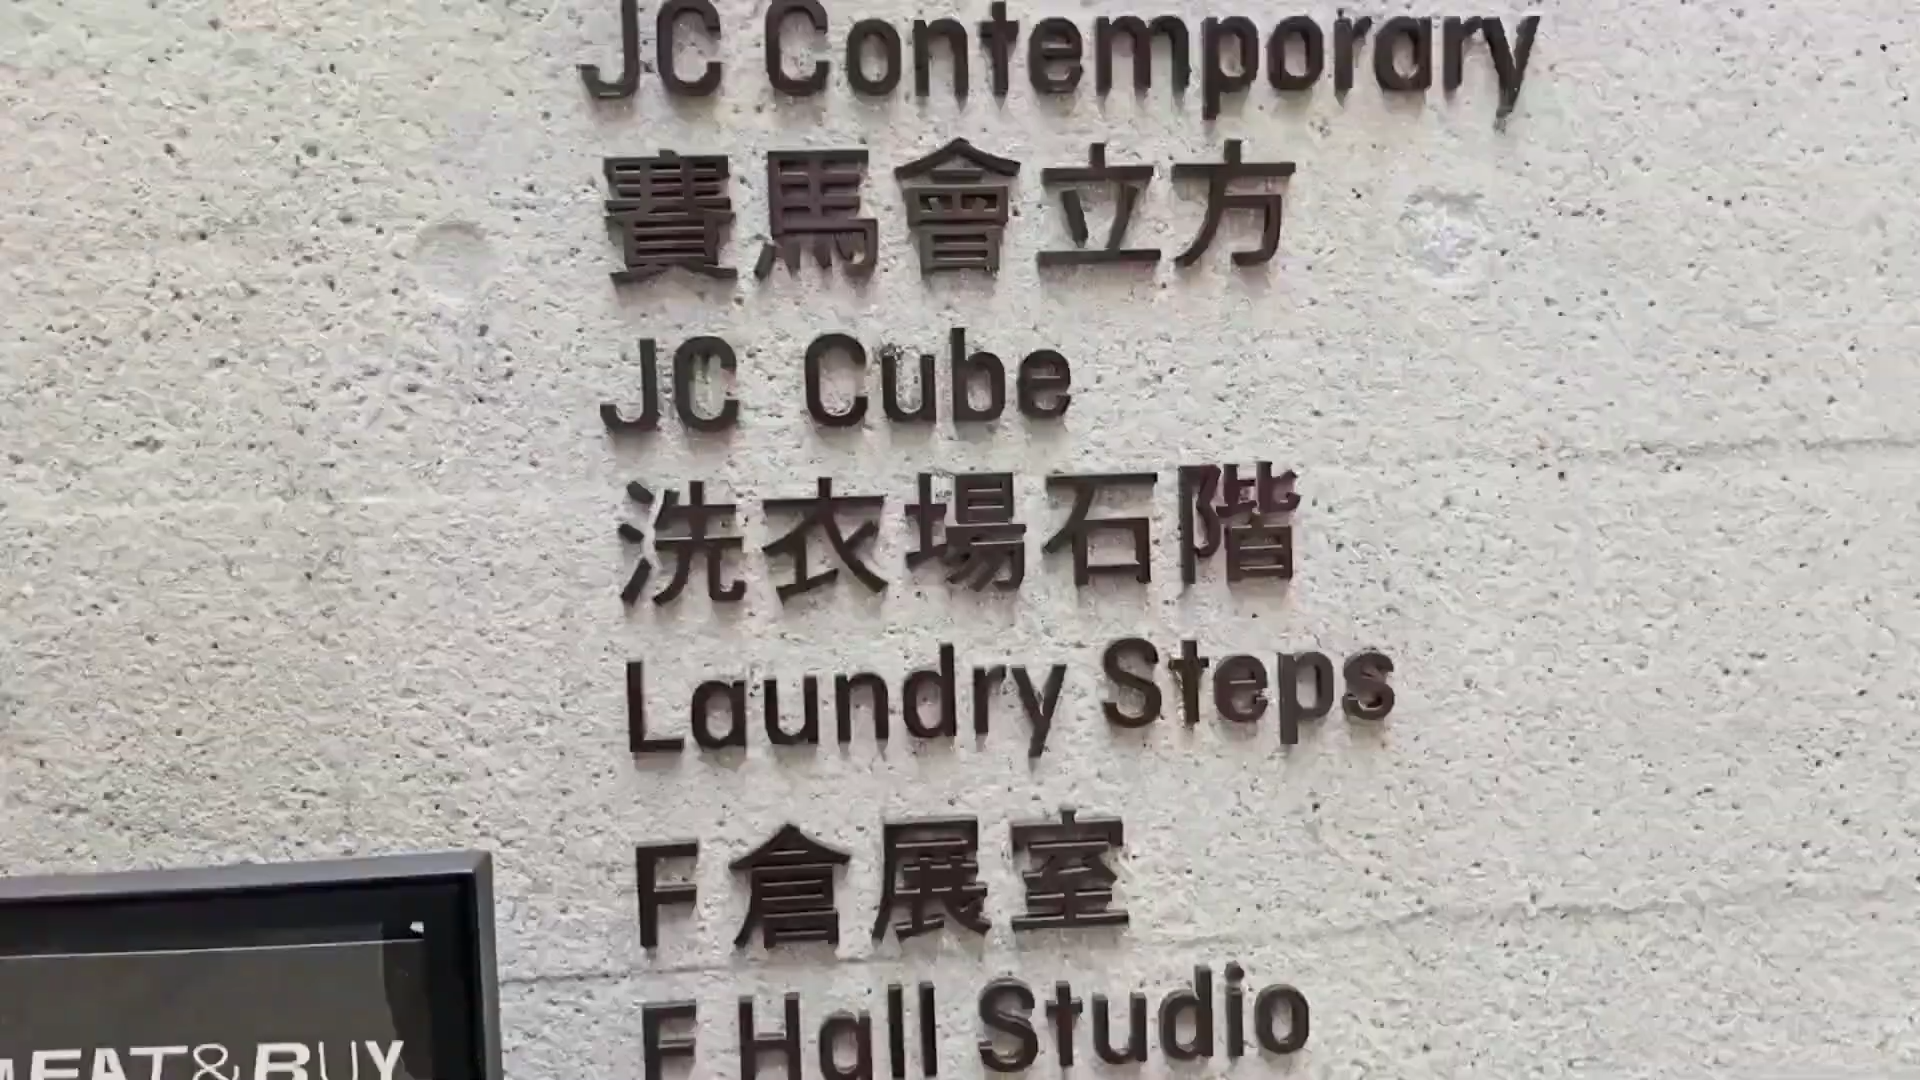 JC Contemporary
賽馬會立方
JC Cube
洗衣場石階
Laundry Steps
F倉展室
F Hall Studio
EAT&BUY